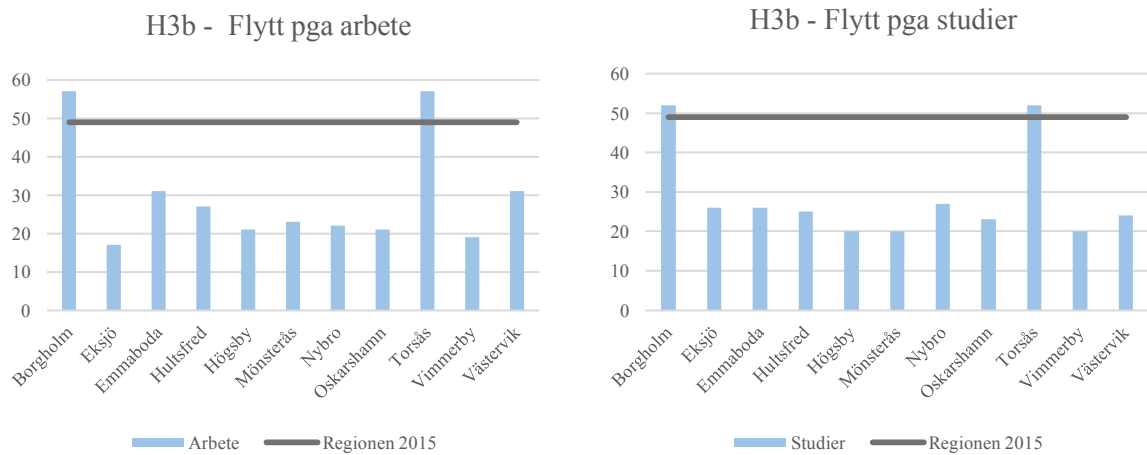 H3b - Flytt pga arbete
60
50
40
30
20
10
0
Borgholm
Eksjö
Emmaboda
Hultsfred
Högsby
Mönsterås
Nybro
Oskarshamn
Torsås
Vimmerby
Västervik
Arbete
Regionen 2015
H3b - Flytt pga studier
60
50
40
30
20
10
0
Borgholm
Eksjö
Emmaboda
Hultsfred
Högsby
Mönsterås
Nybro
Oskarshamn
Torsås
Vimmerby
Västervik
Studier
Regionen 2015